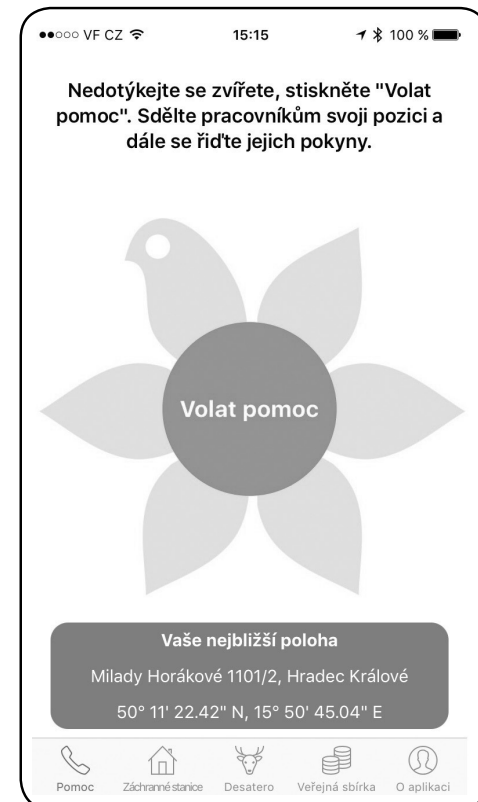 VF CZ 15:15 100 %
Nedotýkejte se zvířete, stiskněte "Volat
pomoc". Sdělte pracovníkům svoji pozici a
dále se řiďte jejich pokyny.
Volat pomoc
Vaše nejbližší poloha
Milady Horákové 1101/2, Hradec Králové
50° 11' 22.42" N, 15° 50' 45.04" E
Pomoc Záchranné stanice Desatero Veřejná sbírka O aplikaci